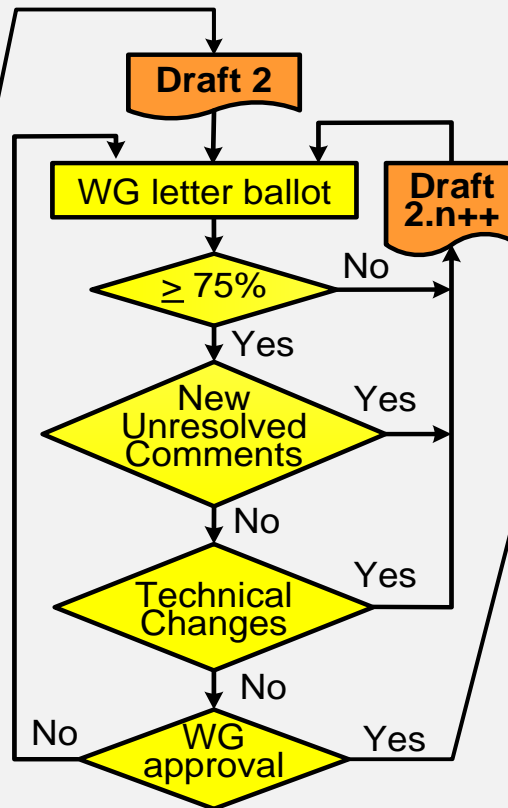 Draft 2
WG letter ballot
Draft
2.n++
≥ 75%
No
Yes
New
Unresolved
Comments
Yes
No
Technical
Changes
Yes
No
WG
approval
No
Yes